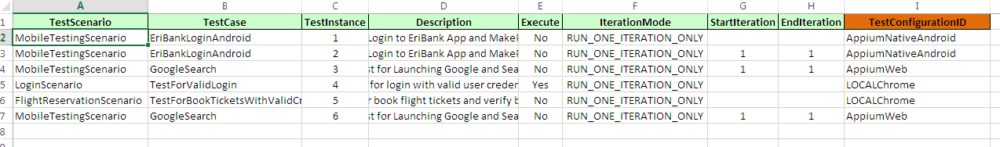 A B C D E F G H I
1 TestScenario TestCase TestInstance Description Execute IterationMode StartIteration EndIteration TestConfigurationID
2 MobileTestingScenario EriBankLoginAndroid 1 Login to EriBank App and MakeP No RUN_ONE_ITERATION_ONLY AppiumNativeAndroid
3 MobileTestingScenario EriBankLoginAndroid 2 Login to EriBank App and MakeP No RUN_ONE_ITERATION_ONLY 1 1 AppiumNativeAndroid
4 MobileTestingScenario GoogleSearch 3 st for Launching Google and Sea No RUN_ONE_ITERATION_ONLY 1 1 AppiumWeb
5 LoginScenario TestForValidLogin 4 for login with valid user creder Yes RUN_ONE_ITERATION_ONLY LOCALChrome
6 FlightReservationScenario TestForBookTicketsWithValidCr 5 r book flight tickets and verify b No RUN_ONE_ITERATION_ONLY LOCALChrome
7 MobileTestingScenario GoogleSearch 6 st for Launching Google and Sea No RUN_ONE_ITERATION_ONLY 1 1 AppiumWeb
8